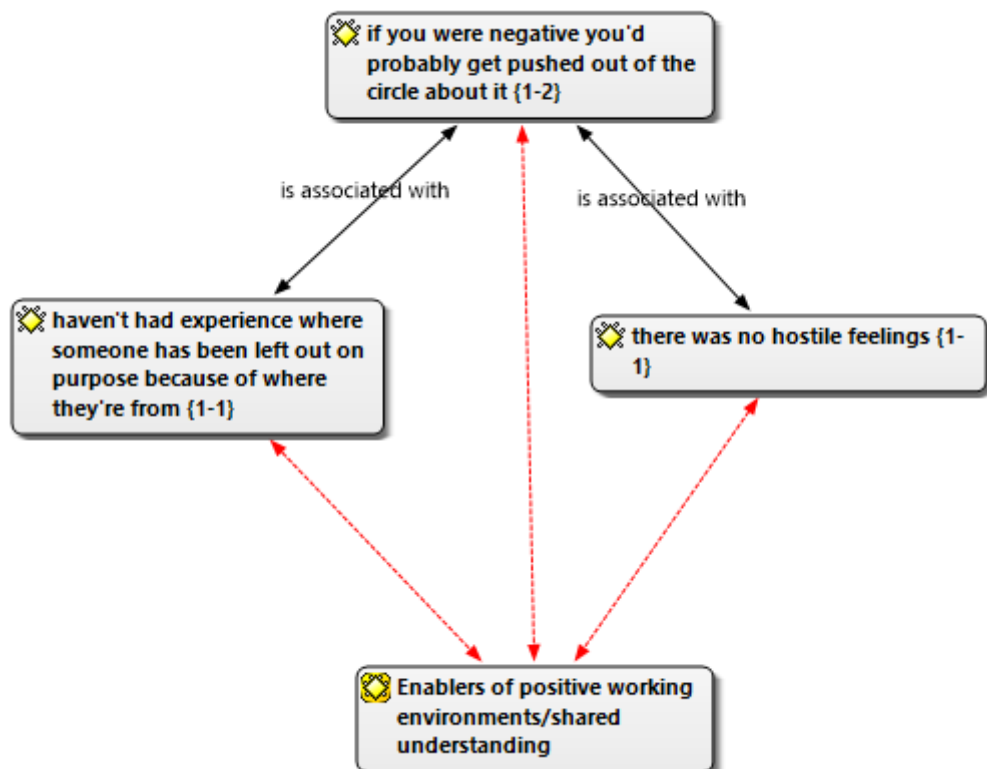 if you were negative you'd
probably get pushed out of the
circle about it {1-2}
is associated with
is associated with
haven't had experience where
someone has been left out on
purpose because of where
they're from {1-1}
there was no hostile feelings {1-
1}
Enablers of positive working
environments/shared
understanding